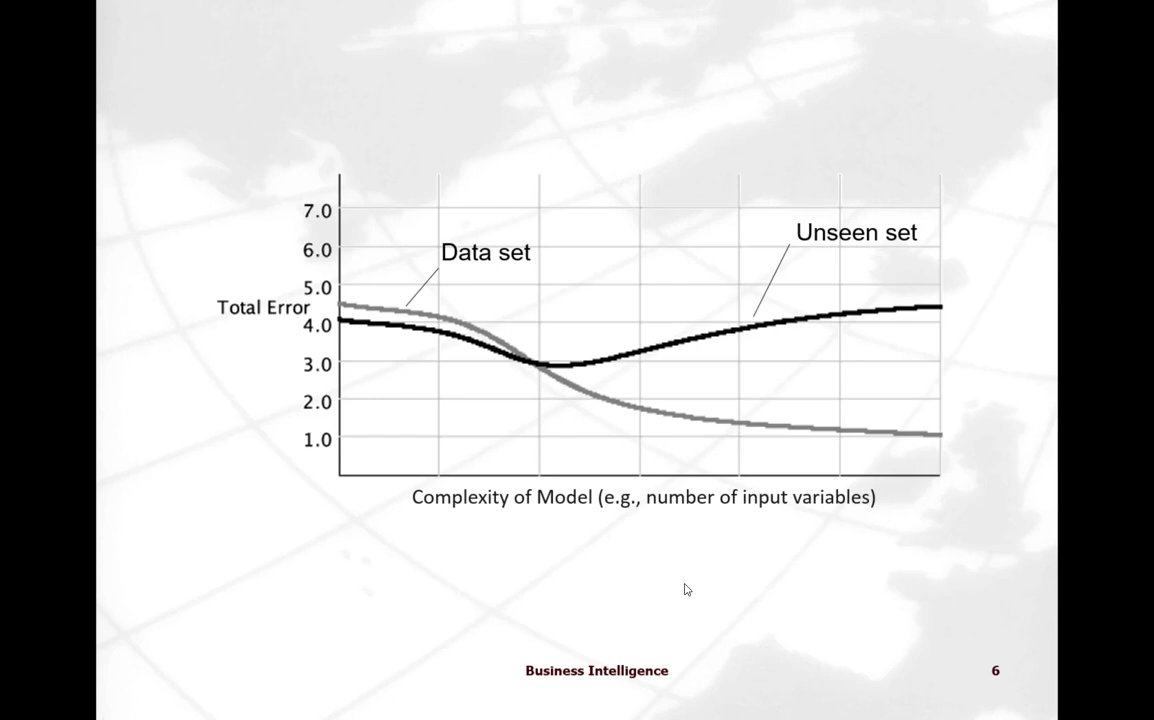 Unseen set
7.0
Data set
6.0
5.0
Total Error
4.0
3.0
2.0
1.0
Complexity of Model (e.g., number of input variables)
Business Intelligence
6